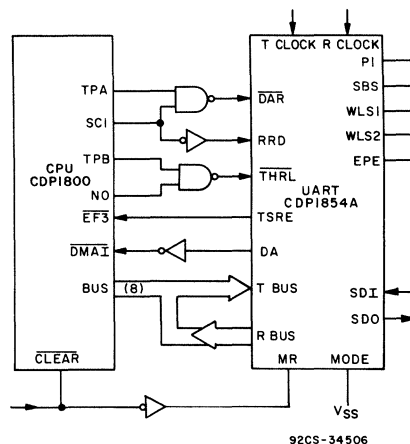 T CLOCK R CLOCK
PI
SBS
WLS1
WLS2
EPE
TPA
SCI
TPB
NO
EF3
DMAI
BUS (8)
CLEAR
CPU
CDP1800
DAR
RRD
THRL
TSRE
DA
T BUS
R BUS
UART
CDP1854A
SDI
SDO
MR
MODE
VSS
92CS-34506